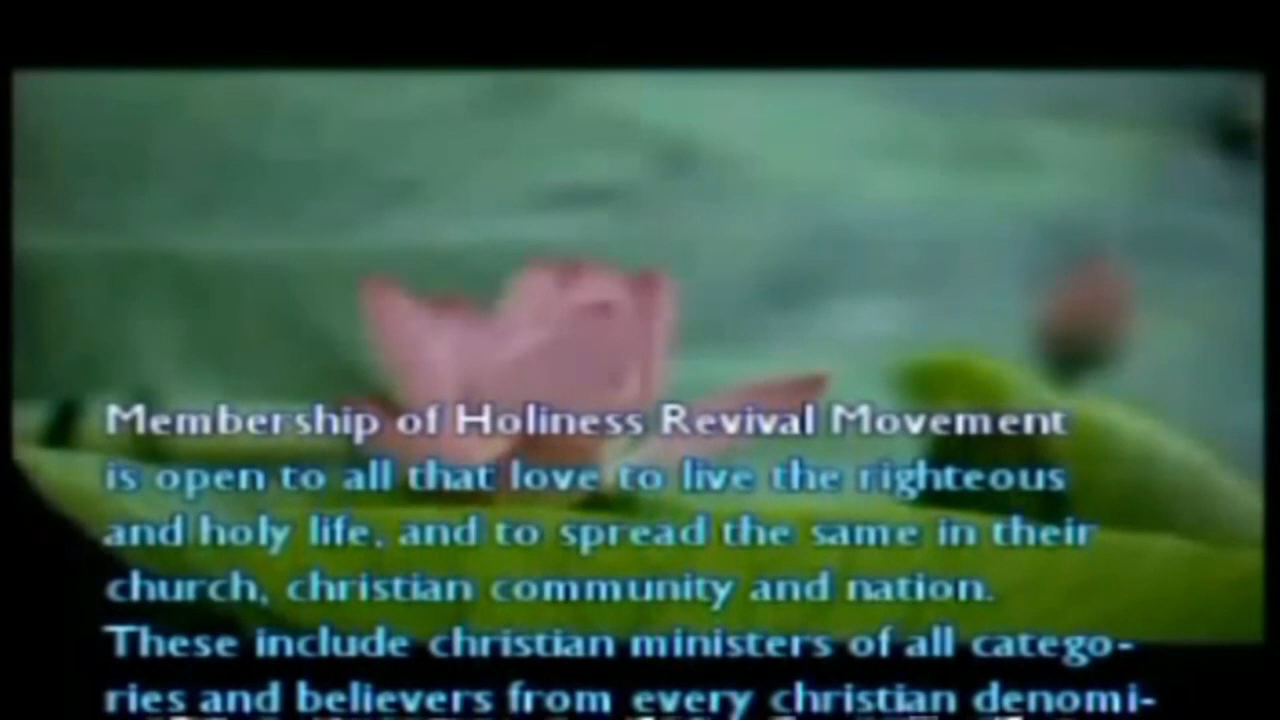 Membership of Holiness Revival Movement
is open to all that love to live the righteous
and holy life, and to spread the same in their
church, christian community and nation.
These include christian ministers of all catego-
ries and believers from every christian denomi-